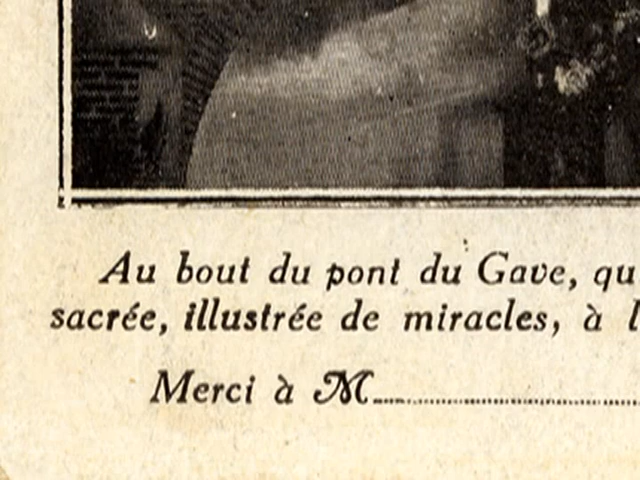 Au bout du pont du Gave, qu
sacrée, illustrée de miracles, à l
Merci à M